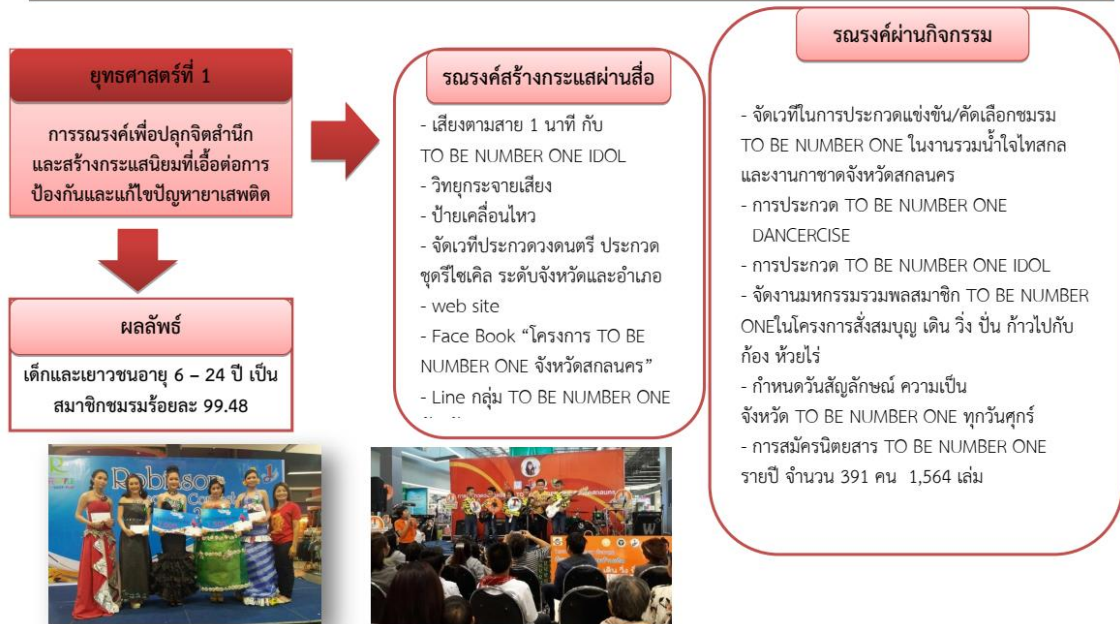 ยุทธศาสตร์ที่ 1
การรณรงค์เพื่อปลุกจิตสำนึก
และสร้างกระแสนิยมที่เอื้อต่อการ
ป้องกันและแก้ไขปัญหายาเสพติด
ผลลัพธ์
เด็กและเยาวชนอายุ 6 – 24 ปี เป็น
สมาชิกชมรมร้อยละ 99.48
รณรงค์สร้างกระแสผ่านสื่อ
- เสียงตามสาย 1 นาที กับ
TO BE NUMBER ONE IDOL
- วิทยุกระจายเสียง
- ป้ายเคลื่อนไหว
- จัดเวทีประกวดวงดนตรี ประกวด
ชุดรีไซเคิล ระดับจังหวัดและอำเภอ
- web site
- Face Book “โครงการ TO BE
NUMBER ONE จังหวัดสกลนคร”
- Line กลุ่ม TO BE NUMBER ONE
รณรงค์ผ่านกิจกรรม
- จัดเวทีในการประกวดแข่งขัน/คัดเลือกชมรม
TO BE NUMBER ONE ในงานรวมน้ำใจไทสกล
และงานกาชาดจังหวัดสกลนคร
- การประกวด TO BE NUMBER ONE
DANCERCISE
- การประกวด TO BE NUMBER ONE IDOL
- จัดงานมหกรรมรวมพลสมาชิก TO BE NUMBER
ONEในโครงการสั่งสมบุญ เดิน วิ่ง ปั่น ก้าวไปกับ
ก้อง ห้วยไร่
- กำหนดวันสัญลักษณ์ ความเป็น
จังหวัด TO BE NUMBER ONE ทุกวันศุกร์
- การสมัครนิตยสาร TO BE NUMBER ONE
รายปี จำนวน 391 คน 1,564 เล่ม
Robinson